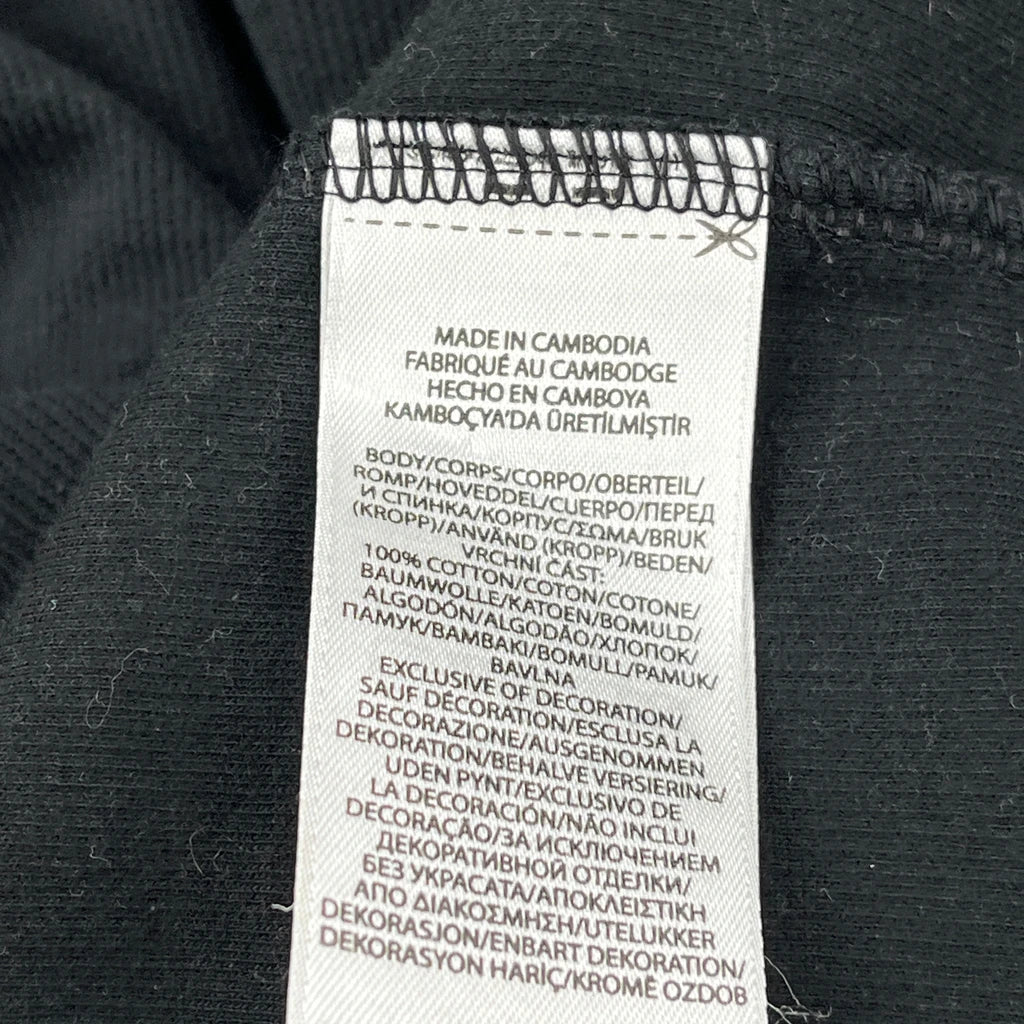 MADE IN CAMBODIA
FABRIQUÉ AU CAMBODGE
HECHO EN CAMBOYA
KAMBOÇYA'DA ÜRETİLMİŞTİR
BODY/CORPS/CORPO/OBERTEIL/
ROMP/HOVEDDEL/CUERPO/ПЕРЕД
И СПИНКА/КОРПУС/ΣΩΜΑ/BRUK
(KROPP)/ANVÄND (KROPP)/BEDEN/
VRCHNÍ ČÁST:
100% COTTON/COTON/COTONE/
BAUMWOLLE/KATOEN/BOMULD/
ALGODÓN/ALGODÃO/ХЛОПОК/
ПАМУК/BAMBAKI/BOMULL/PAMUK/
BAVLNA
EXCLUSIVE OF DECORATION/
SAUF DÉCORATION/ESCLUSA LA
DECORAZIONE/AUSGENOMMEN
DEKORATION/BEHALVE VERSIERING/
UDEN PYNT/EXCLUSIVO DE
LA DECORACIÓN/NÃO INCLUI
DECORAÇÃO/ЗА ИСКЛЮЧЕНИЕМ
ДЕКОРАТИВНОЙ ОТДЕЛКИ/
БЕЗ УКРАСАТА/ΑΠΟΚΛΕΙΣΤΙΚΗ
ΑΠΟ ΔΙΑΚΟΣΜΗΣΗ/UTELUKKER
DEKORASJON/ENBART DEKORATION/
DEKORASYON HARİÇ/KROMĚ OZDOB